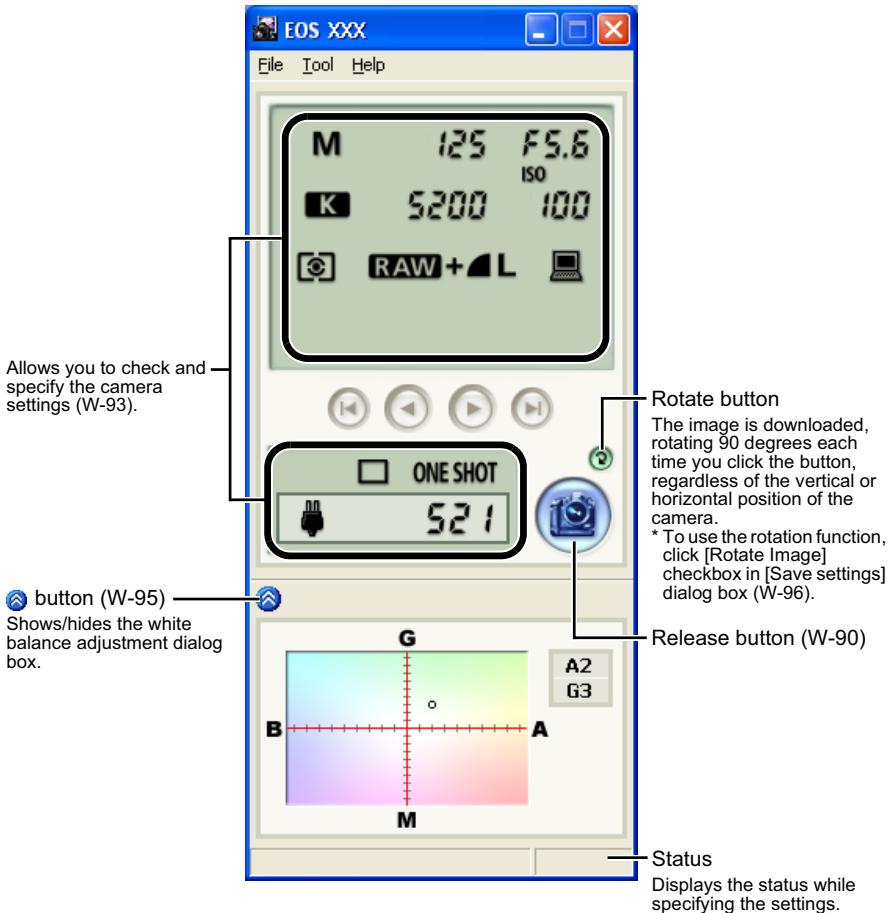 EOS XXX
File Tool Help
M 125 F5.6
ISO
K 5200 100
RAW + L
Allows you to check and
specify the camera
settings (W-93).
ONE SHOT
521
Rotate button
The image is downloaded,
rotating 90 degrees each
time you click the button,
regardless of the vertical or
horizontal position of the
camera.
* To use the rotation function,
click [Rotate Image]
checkbox in [Save settings]
dialog box (W-96).
button (W-95)
Shows/hides the white
balance adjustment dialog
box.
Release button (W-90)
G
A2
G3
B
A
M
Status
Displays the status while
specifying the settings.